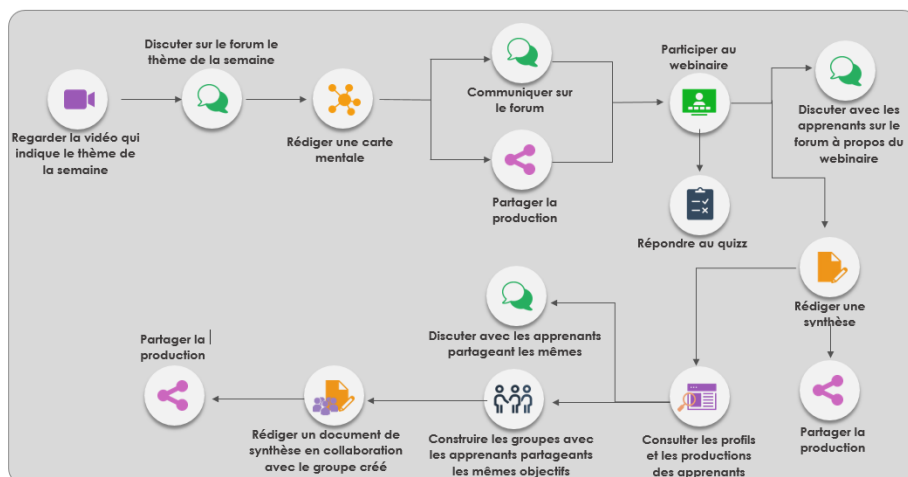 Regarder la vidéo qui
indique le thème de
la semaine
Discuter sur le forum le
thème de la semaine
Rédiger une carte
mentale
Communiquer sur
le forum
Partager la
production
Participer au
webinaire
Répondre au quizz
Discuter avec les
apprenants sur le
forum à propos du
webinaire
Rédiger une
synthèse
Partager la
production
Consulter les profils
et les productions
des apprenants
Discuter avec les apprenants
partageant les mêmes
Construire les groupes avec
les apprenants partageants
les mêmes objectifs
Rédiger un document de
synthèse en collaboration
avec le groupe créé
Partager la
production